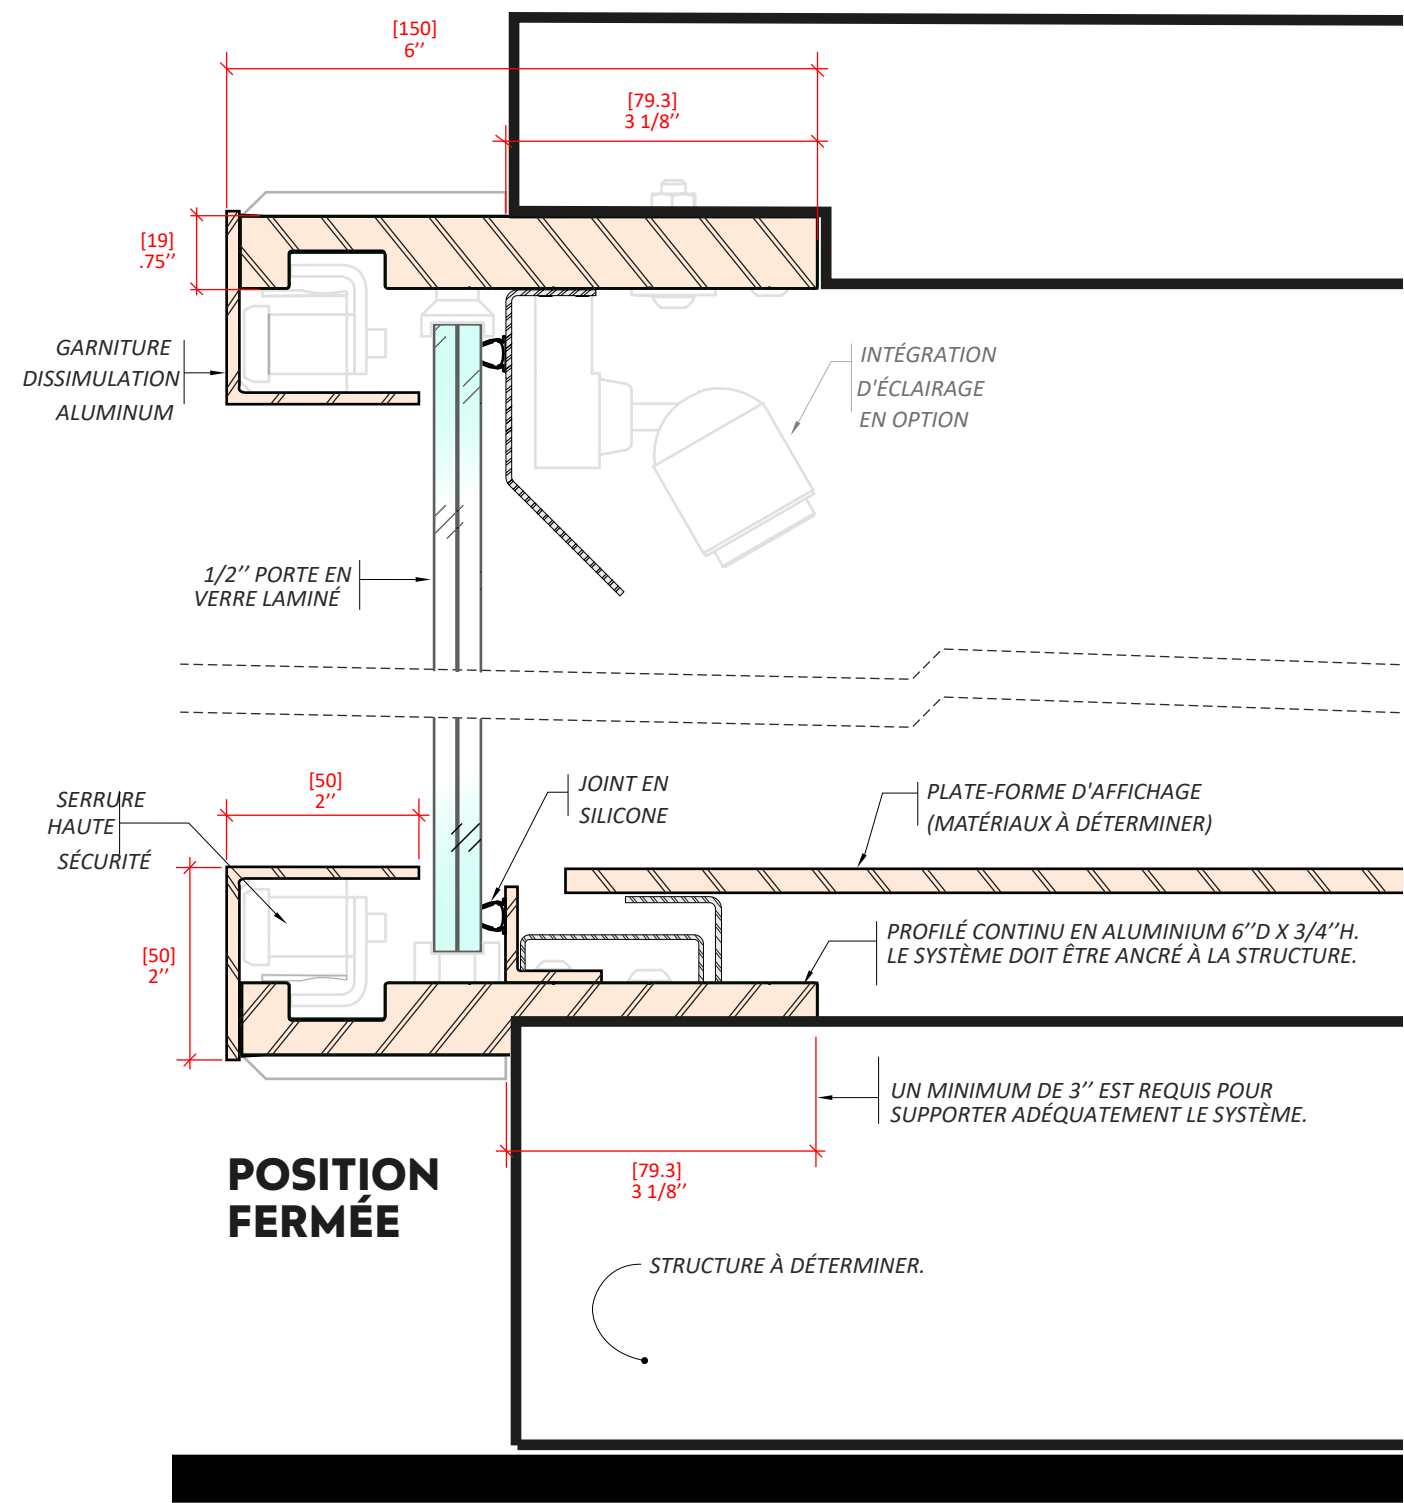 [150]
6’’
[79.3]
3 1/8’’
[19]
.75’’
GARNITURE
DISSIMULATION
ALUMINUM
INTÉGRATION
D'ÉCLAIRAGE
EN OPTION
1/2’’ PORTE EN
VERRE LAMINÉ
[50]
2’’
SERRURE
HAUTE
SÉCURITÉ
JOINT EN
SILICONE
PLATE-FORME D'AFFICHAGE
(MATÉRIAUX À DÉTERMINER)
[50]
2’’
PROFILÉ CONTINU EN ALUMINIUM 6’’D X 3/4’’H.
LE SYSTÈME DOIT ÊTRE ANCRÉ À LA STRUCTURE.
UN MINIMUM DE 3’’ EST REQUIS POUR
SUPPORTER ADÉQUATEMENT LE SYSTÈME.
[79.3]
3 1/8’’
POSITION
FERMÉE
STRUCTURE À DÉTERMINER.